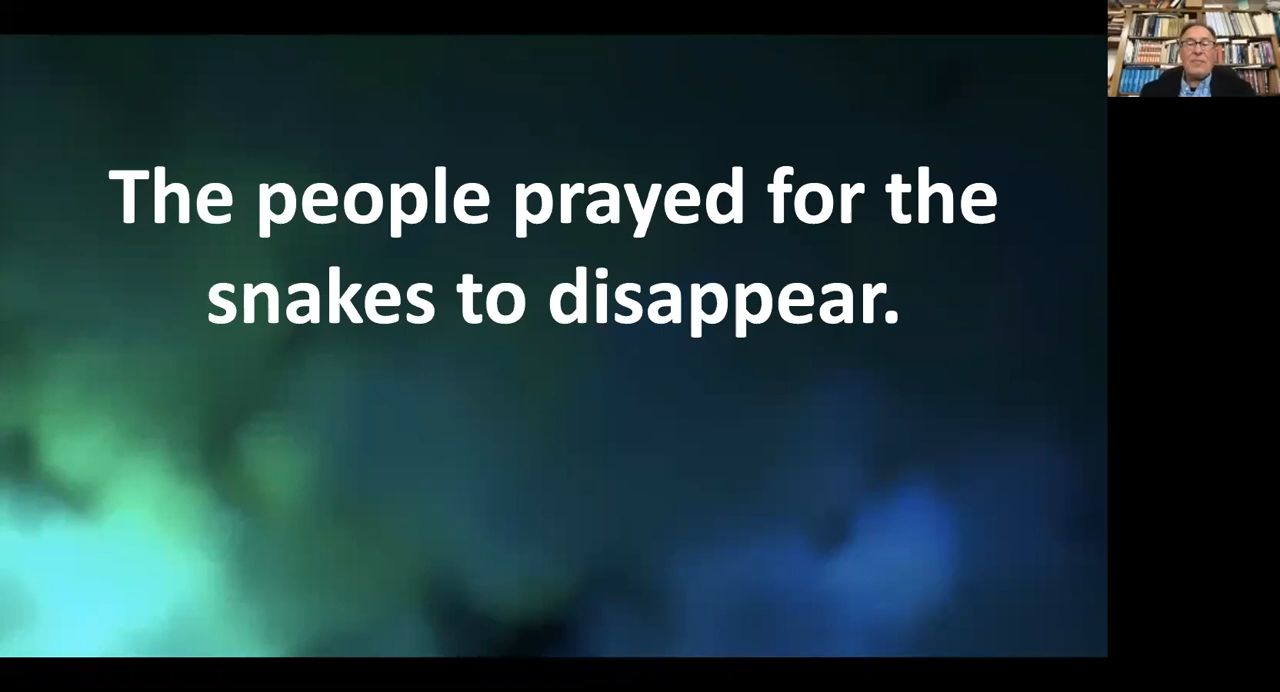 The people prayed for the
snakes to disappear.